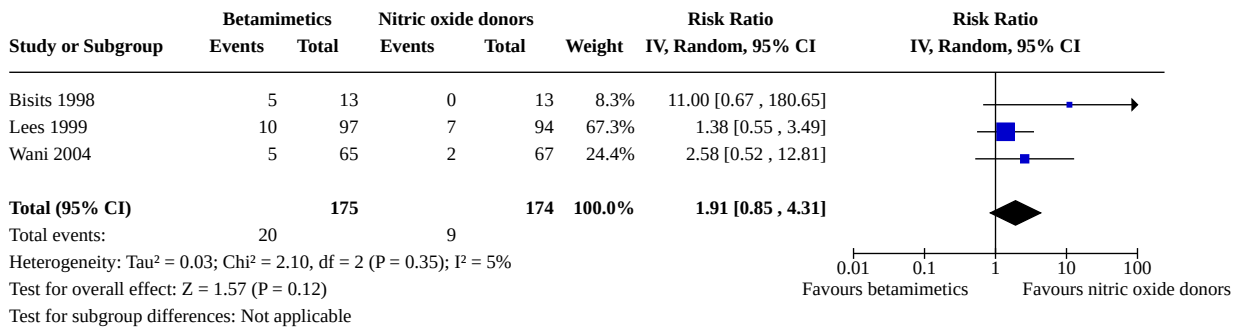 Betamimetics Nitric oxide donors Risk Ratio Risk Ratio
Study or Subgroup Events Total Events Total Weight IV, Random, 95% CI IV, Random, 95% CI
Bisits 1998 5 13 0 13 8.3% 11.00 [0.67 , 180.65]
Lees 1999 10 97 7 94 67.3% 1.38 [0.55 , 3.49]
Wani 2004 5 65 2 67 24.4% 2.58 [0.52 , 12.81]
Total (95% CI) 175 174 100.0% 1.91 [0.85 , 4.31]
Total events: 20 9
Heterogeneity: Tau² = 0.03; Chi² = 2.10, df = 2 (P = 0.35); I² = 5%
0.01 0.1 1 10 100
Test for overall effect: Z = 1.57 (P = 0.12) Favours betamimetics Favours nitric oxide donors
Test for subgroup differences: Not applicable